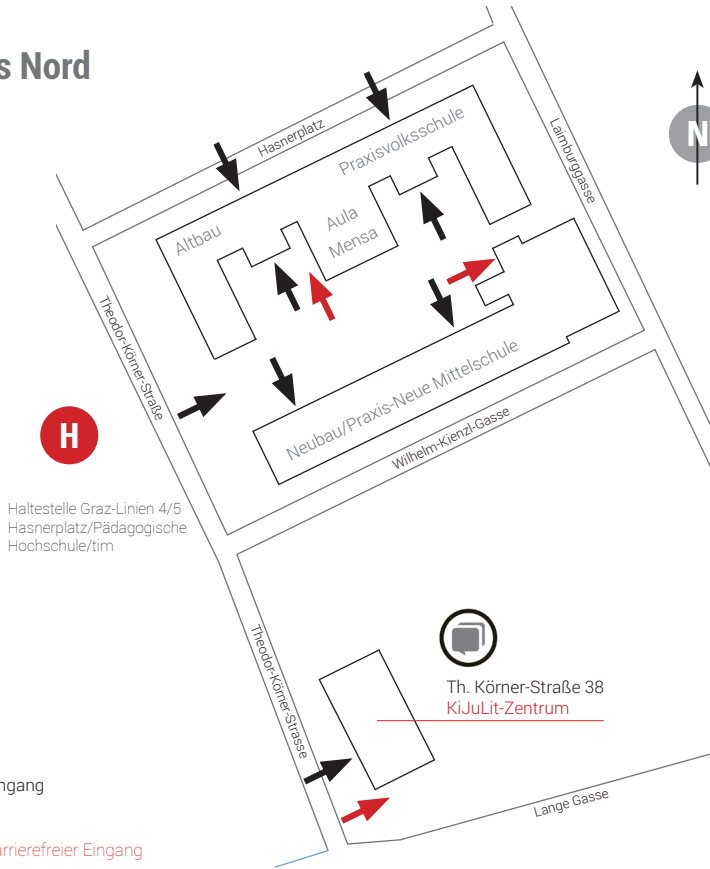 s Nord
Hasnerplatz
N
Praxisvolksschule
Laimburggasse
Altbau
Aula
Mensa
Theodor-Körner-Straße
Neubau/Praxis-Neue Mittelschule
Wilhelm-Kienzl-Gasse
H
Haltestelle Graz-Linien 4/5
Hasnerplatz/Pädagogische
Hochschule/tim
Theodor-Körner-Strasse
Th. Körner-Straße 38
KiJuLit-Zentrum
ngang
Lange Gasse
rrierefreier Eingang